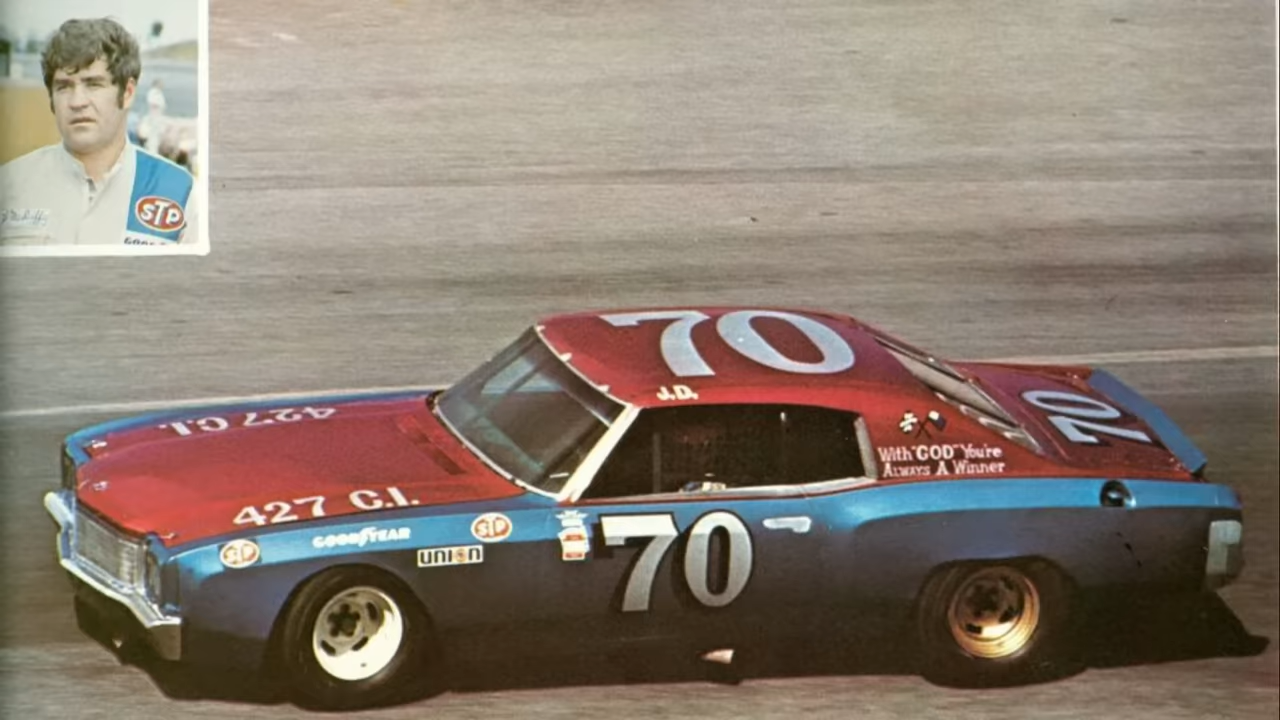 STP
70
J.D.
70
427 C.I.
With "GOD" You're
Always A Winner
427 C.I.
STP
GOODYEAR
UNION
STP
70